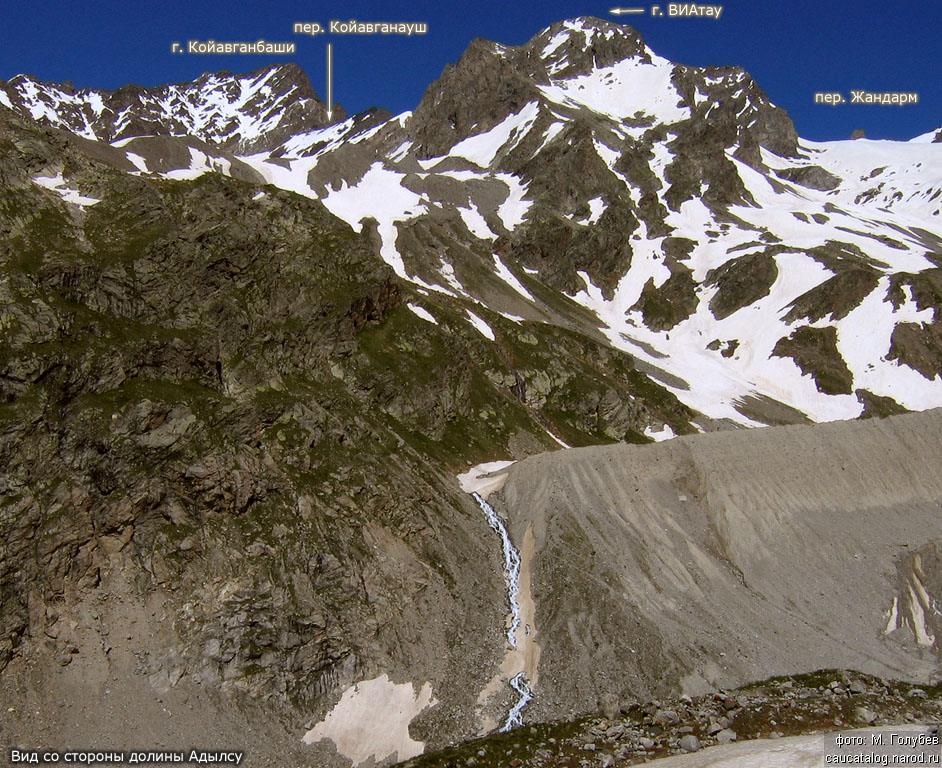 г. ВИАтау
пер. Койавганауш
г. Койавганбаши
пер. Жандарм
Вид со стороны долины Адылсу
фото: М. Голубев
caucatalog.narod.ru